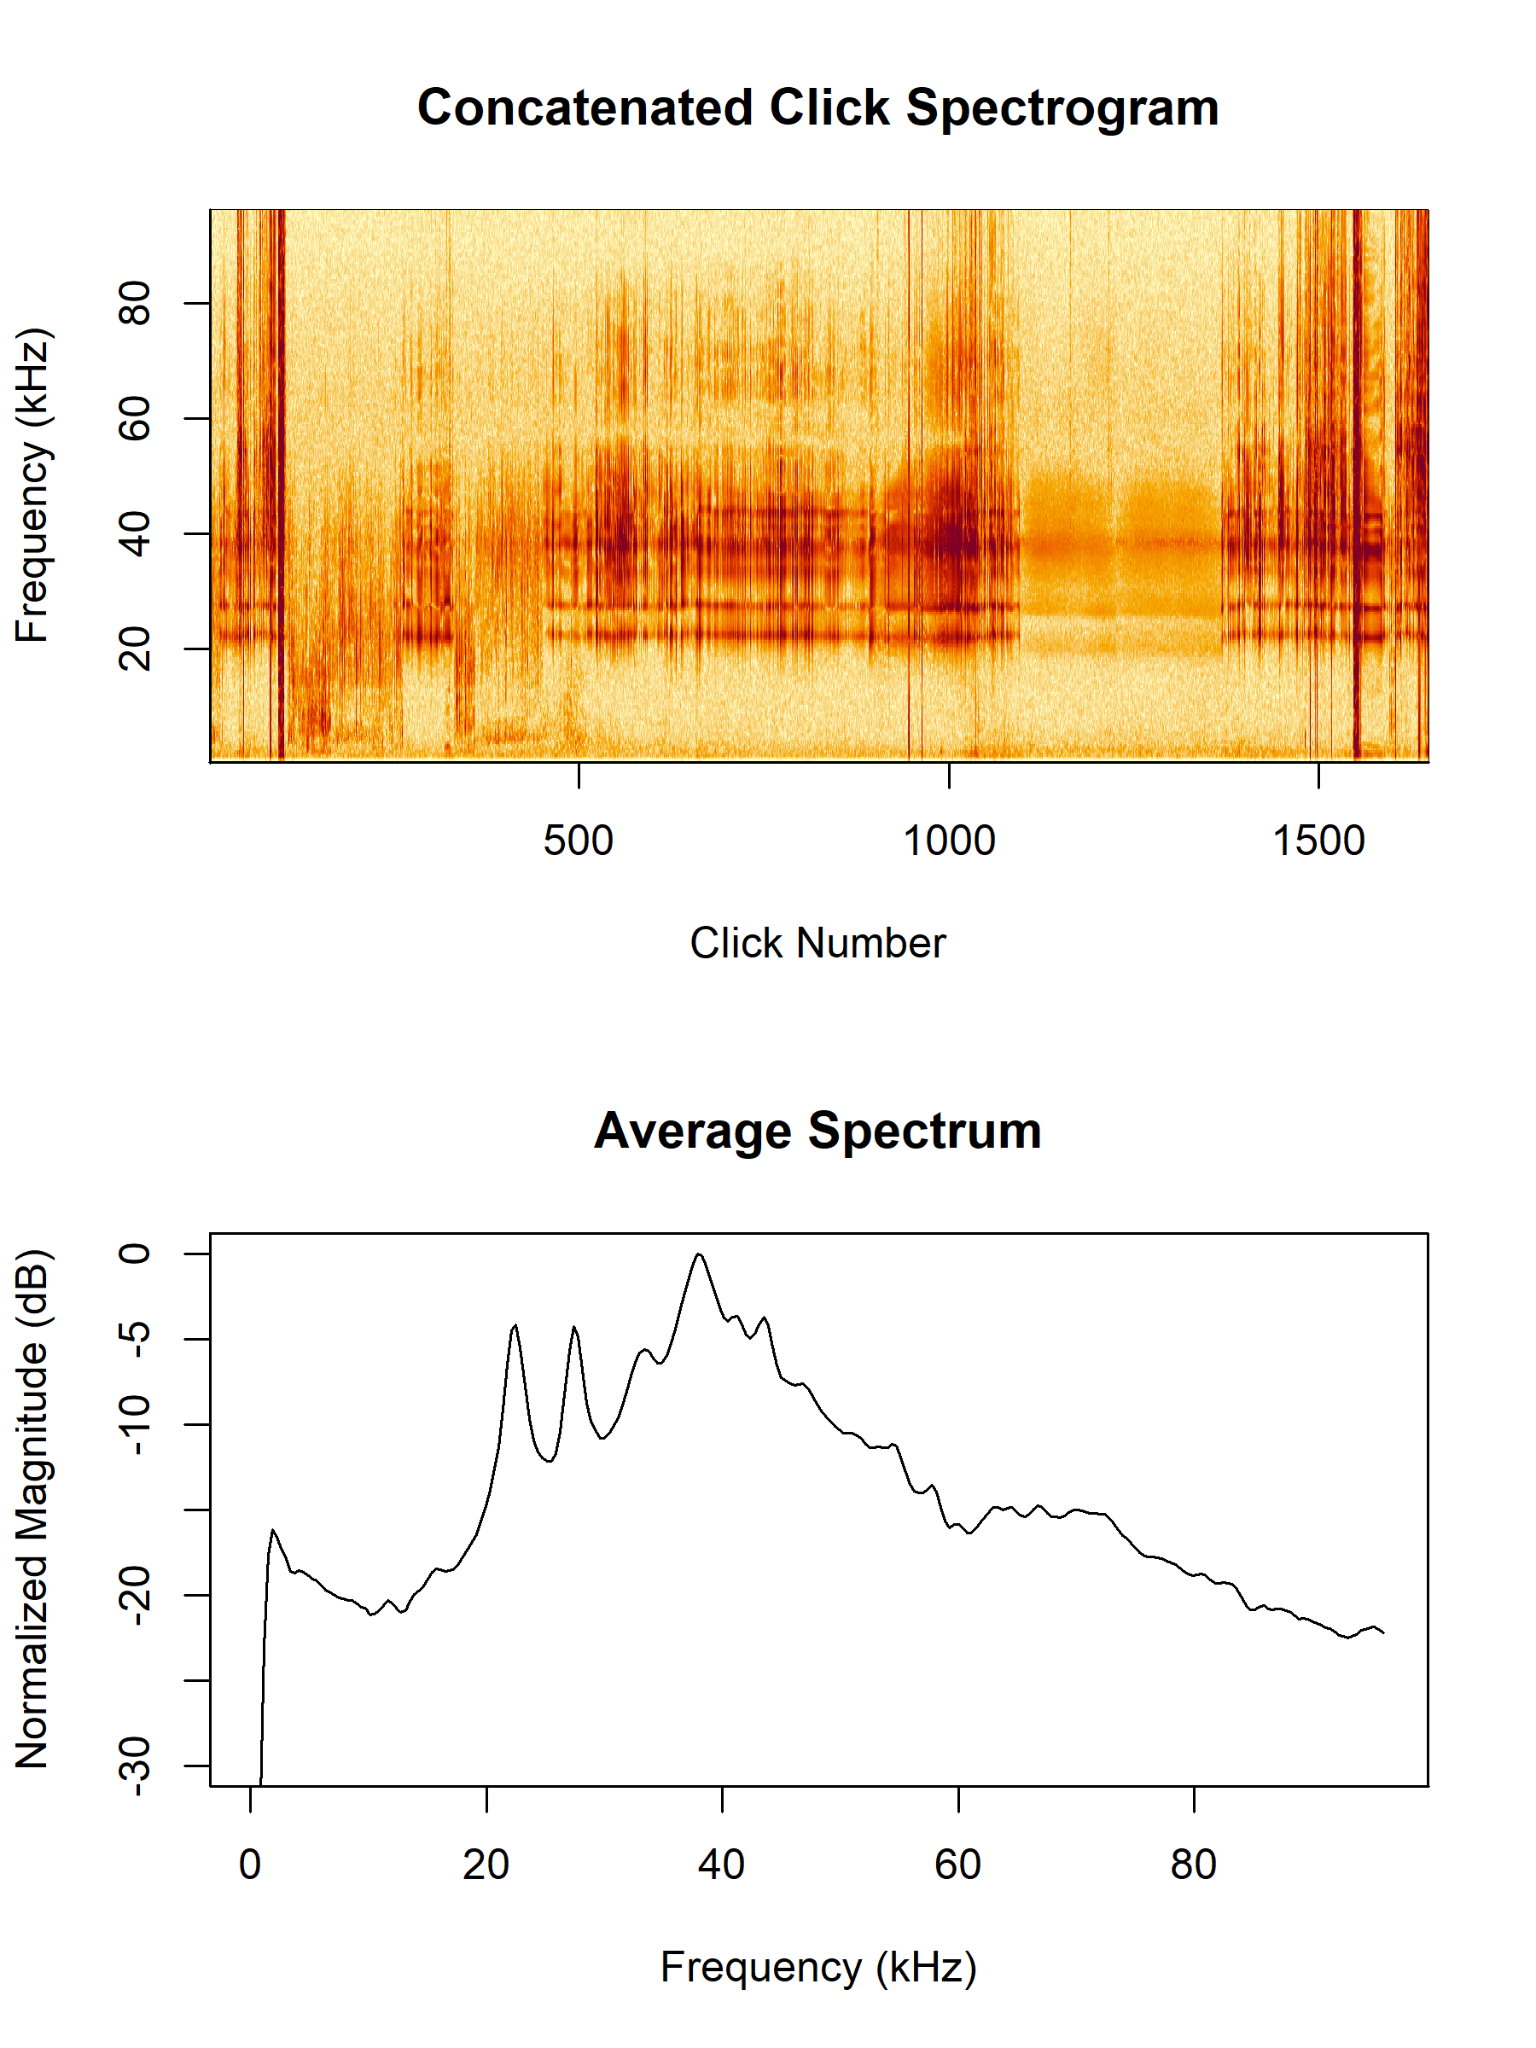 Concatenated Click Spectrogram
Frequency (kHz)
80
60
40
20
500 1000 1500
Click Number
Average Spectrum
Normalized Magnitude (dB)
0
-5
-10
-20
-30
0 20 40 60 80
Frequency (kHz)